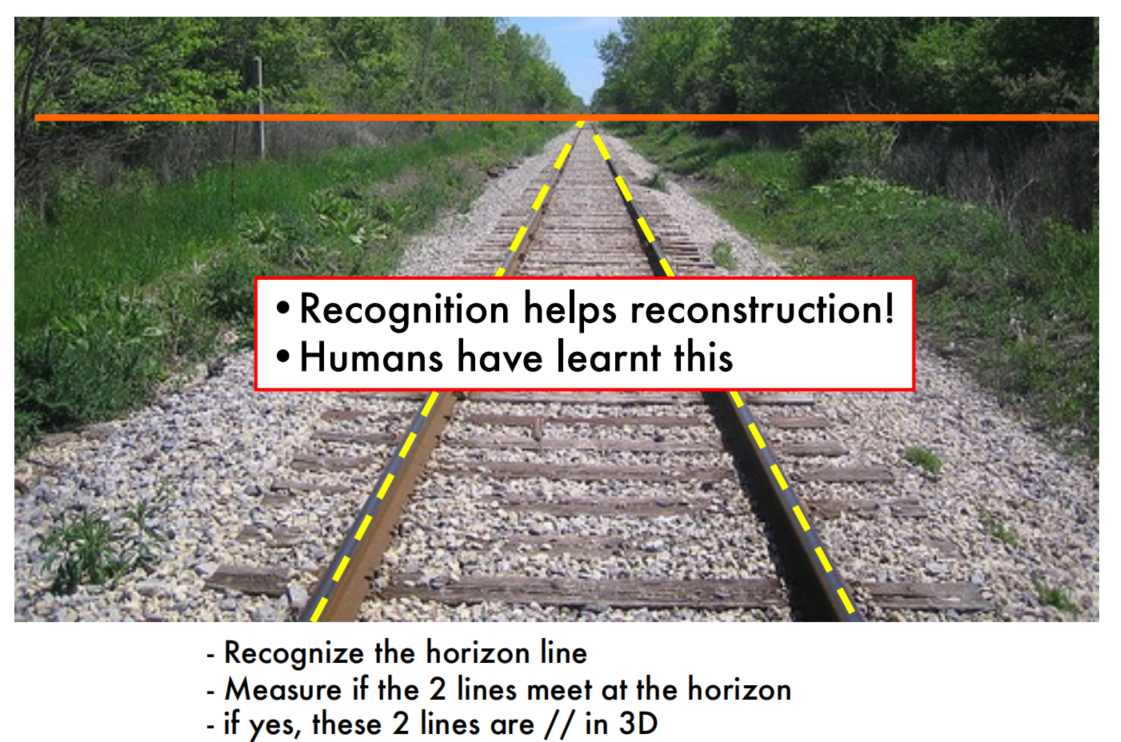 • Recognition helps reconstruction!
• Humans have learnt this
- Recognize the horizon line
- Measure if the 2 lines meet at the horizon
- if yes, these 2 lines are // in 3D